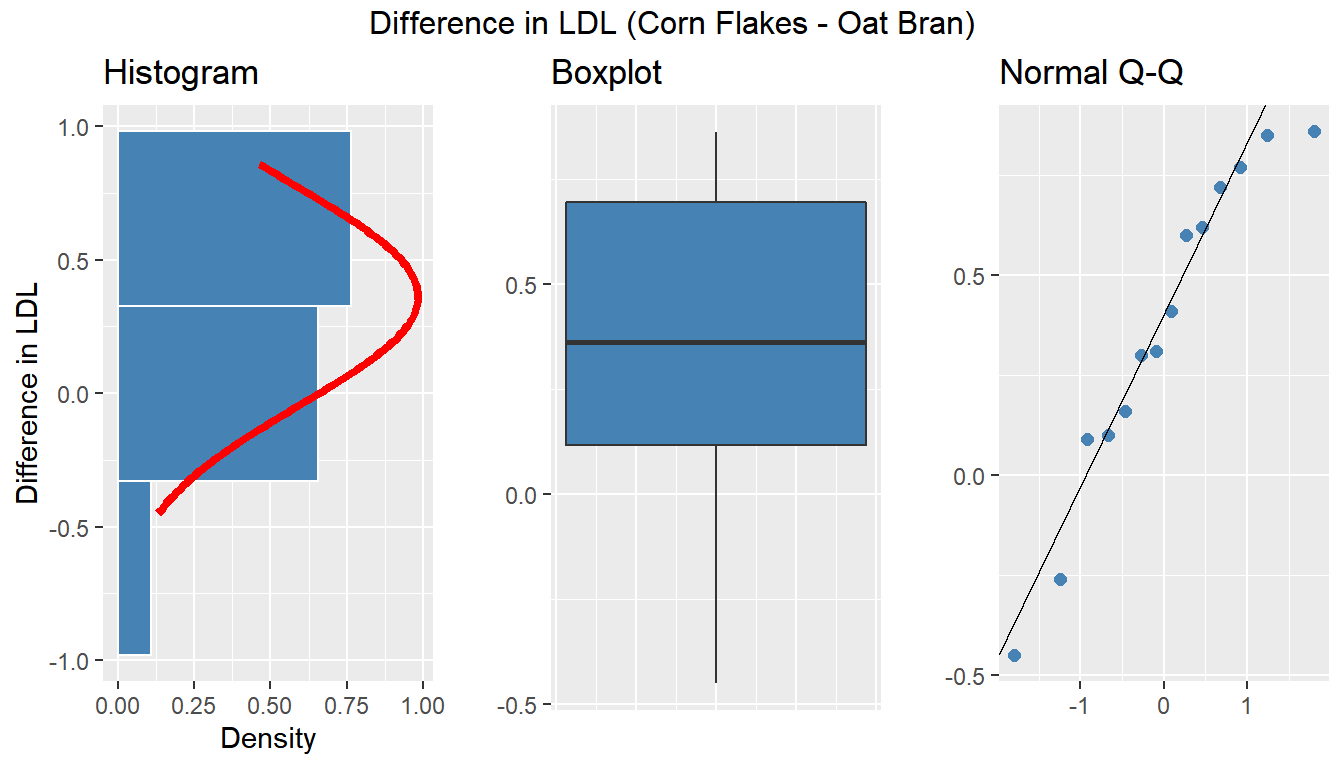 Difference in LDL (Corn Flakes - Oat Bran)
Histogram
Difference in LDL
1.0
0.5
0.0
-0.5
-1.0
0.00 0.25 0.50 0.75 1.00
Density
Boxplot
0.5
0.0
-0.5
Normal Q-Q
0.5
0.0
-0.5
-1 0 1